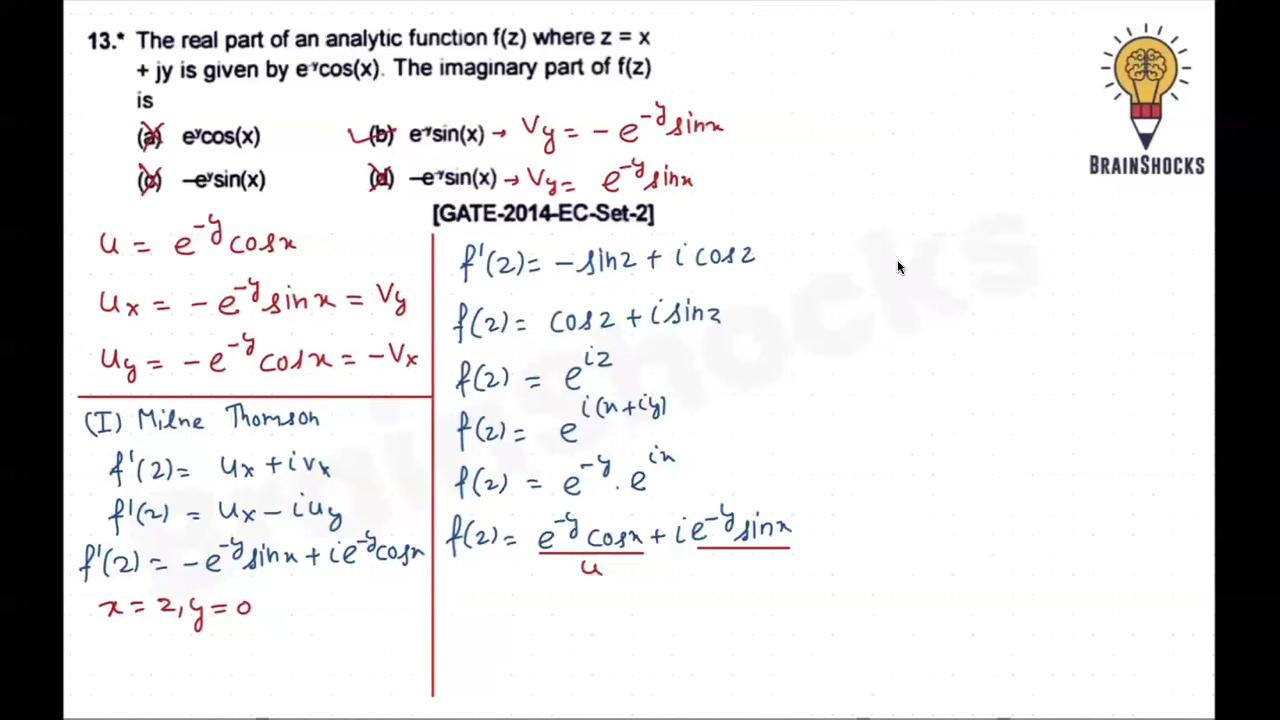 13.* The real part of an analytic function f(z) where z = x
+ jy is given by e⁻ʸcos(x). The imaginary part of f(z)
is
(a) eʸcos(x) (b) e⁻ʸsin(x) → Vy = - e^-y sinx
(c) –eʸsin(x) (d) –e⁻ʸsin(x) → Vy = e^-y sinx
[GATE-2014-EC-Set-2]
BRAINSHOCKS
u = e^-y cosx
ux = - e^-y sinx = Vy
uy = - e^-y cosx = -Vx
(I) Milne Thomson
f'(z) = ux + ivx
f'(z) = ux - iuy
f'(z) = - e^-y sinx + ie^-y cosx
x = z, y = 0
f'(z) = - sinz + i cosz
f(z) = cosz + isinz
f(z) = e^iz
f(z) = e^i(x+iy)
f(z) = e^-y . e^ix
f(z) = e^-y cosx + ie^-y sinx
u
Brainshocks